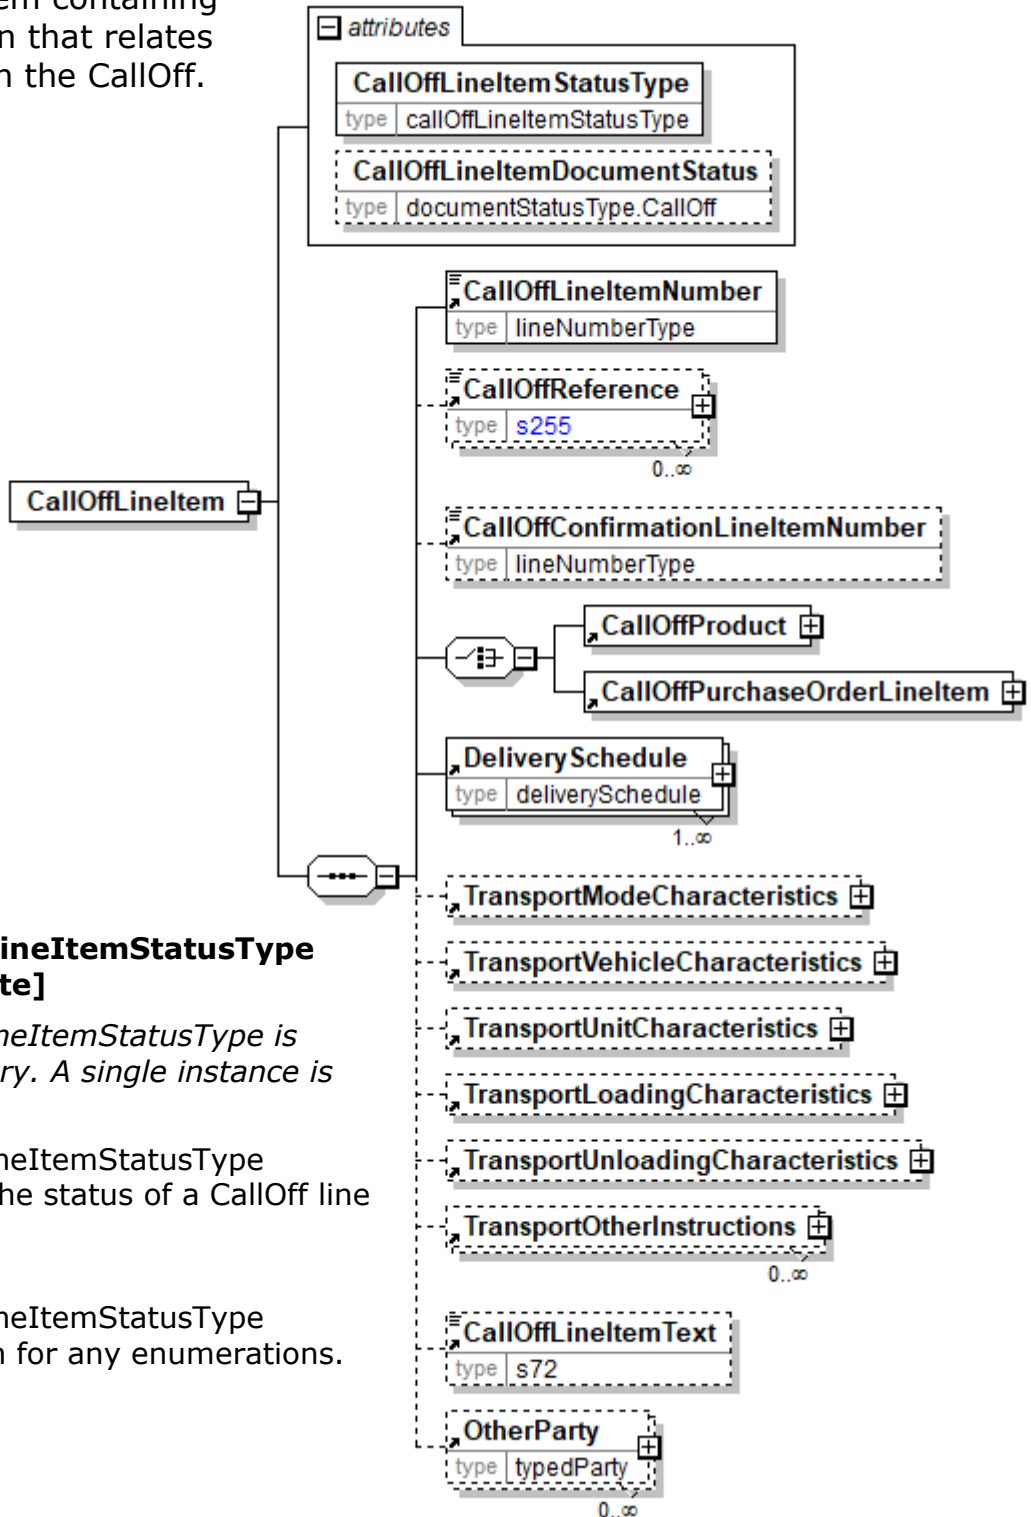 em containing
n that relates
n the CallOff.
attributes
CallOffLineItemStatusType
type callOffLineItemStatusType
CallOffLineItemDocumentStatus
type documentStatusType.CallOff
CallOffLineItemNumber
type lineNumberType
CallOffReference
type s255
0..∞
CallOffLineItem
CallOffConfirmationLineItemNumber
type lineNumberType
CallOffProduct
CallOffPurchaseOrderLineItem
DeliverySchedule
type deliverySchedule
1..∞
TransportModeCharacteristics
TransportVehicleCharacteristics
TransportUnitCharacteristics
TransportLoadingCharacteristics
TransportUnloadingCharacteristics
TransportOtherInstructions
0..∞
CallOffLineItemText
type s72
OtherParty
type typedParty
0..∞
LineItemStatusType
te]
neItemStatusType is
ry. A single instance is
neItemStatusType
he status of a CallOff line
neItemStatusType
n for any enumerations.